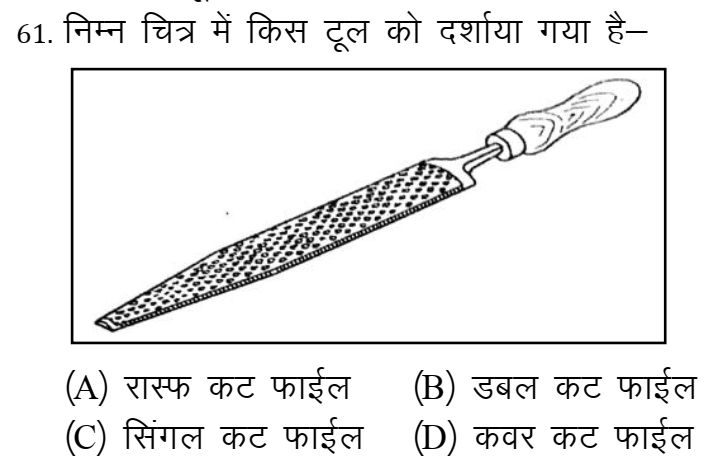 61. निम्न चित्र में किस टूल को दर्शाया गया है–
(A) रास्फ कट फाईल (B) डबल कट फाईल
(C) सिंगल कट फाईल (D) कवर कट फाईल